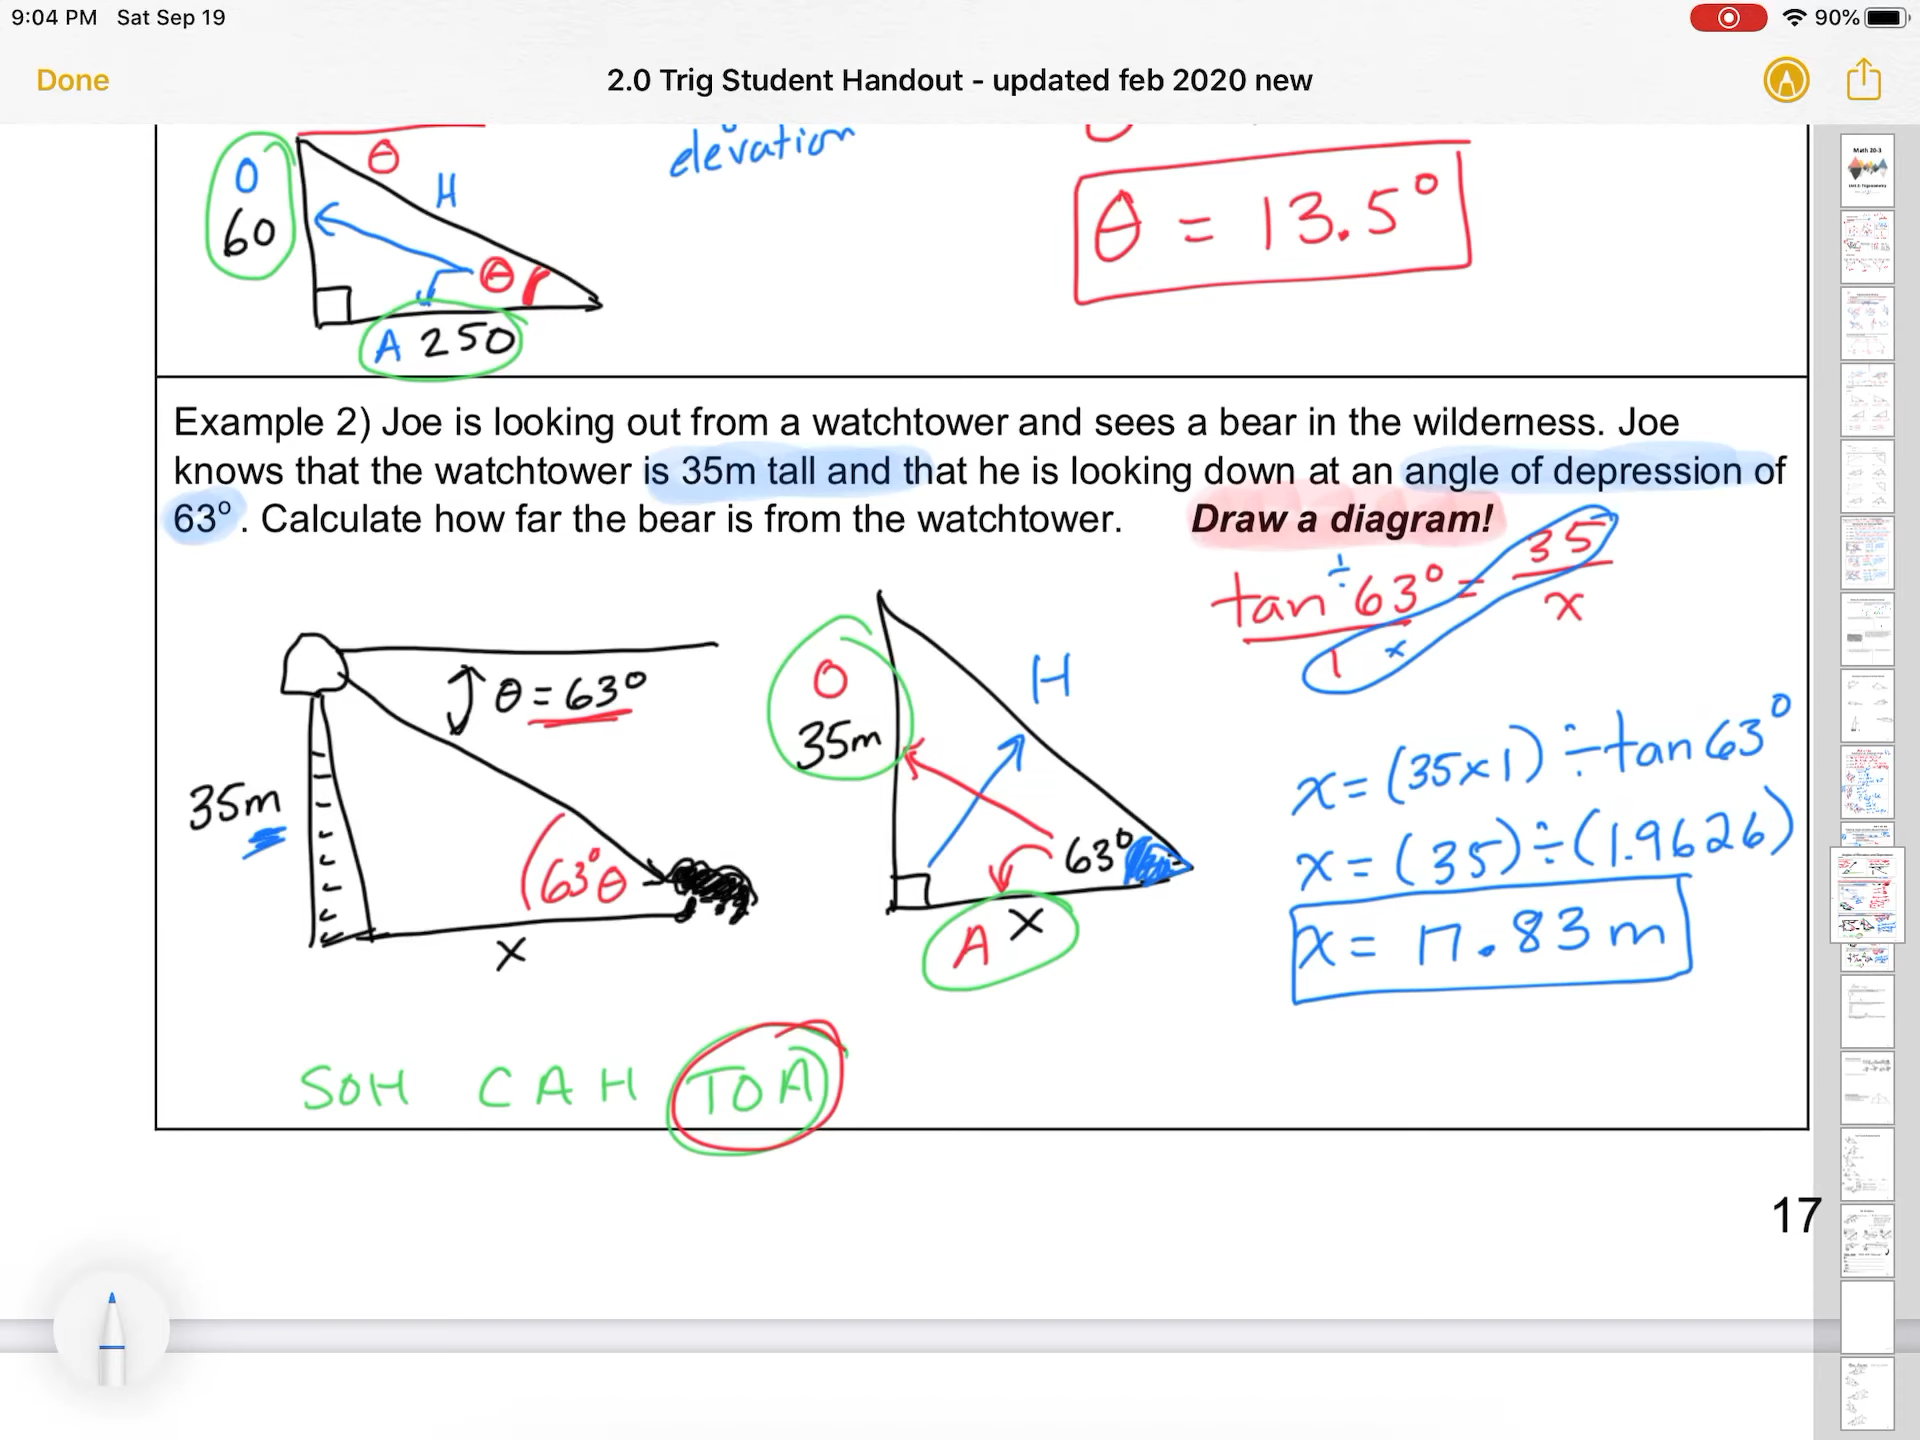 9:04 PM Sat Sep 19
90%
Done
2.0 Trig Student Handout - updated feb 2020 new
O
60
θ
H
θ
A 250
elevation
θ = 13.5°
Example 2) Joe is looking out from a watchtower and sees a bear in the wilderness. Joe
knows that the watchtower is 35m tall and that he is looking down at an angle of depression of
63°. Calculate how far the bear is from the watchtower. Draw a diagram!
θ = 63°
35m
63° θ
x
O
35m
H
63°
A x
÷
tan 63° = 35
1 x x
x = (35x1) ÷ tan 63°
x = (35) ÷ (1.9626)
x = 17.83 m
SOH CAH TOA
17
Math 20-3